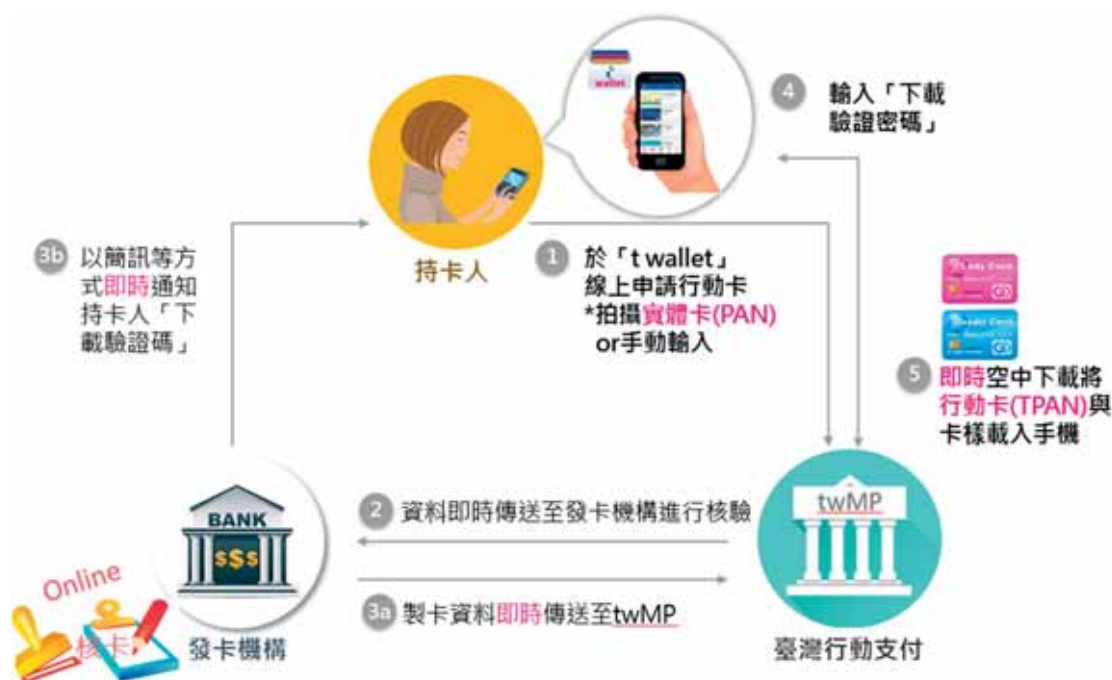 wallet
4
輸入「下載
驗證密碼」
3b
以簡訊等方
式即時通知
持卡人「下
載驗證碼」
持卡人
1
於「t wallet」
線上申請行動卡
*拍攝實體卡(PAN)
or手動輸入
5
即時空中下載將
行動卡(TPAN)與
卡樣載入手機
BANK
$$$
2
資料即時傳送至發卡機構進行核驗
twMP
Online
核卡
發卡機構
3a
製卡資料即時傳送至twMP
臺灣行動支付